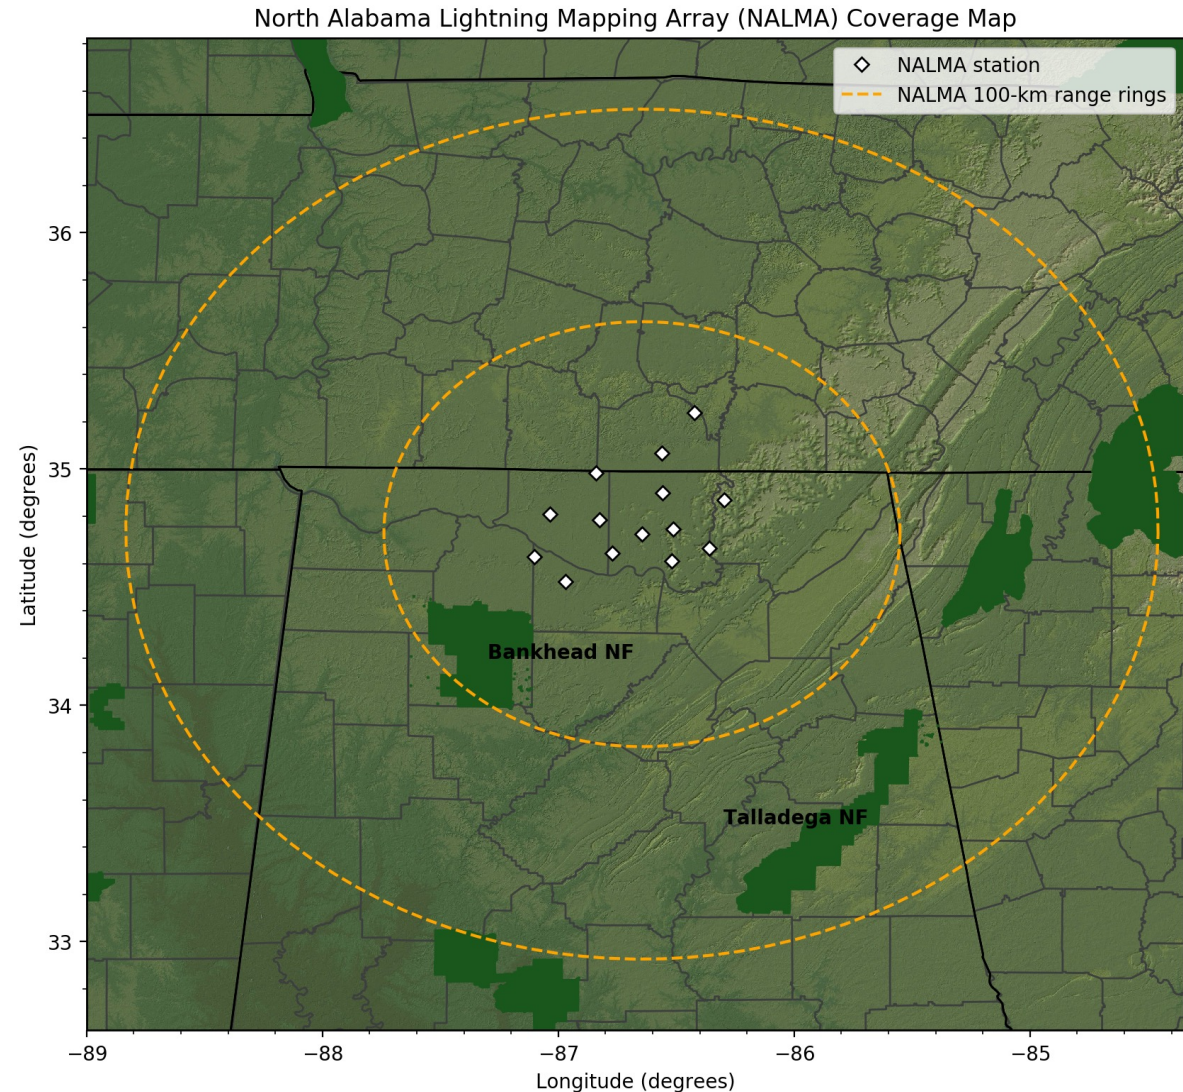 North Alabama Lightning Mapping Array (NALMA) Coverage Map
NALMA station
NALMA 100-km range rings
36
35
34
33
Latitude (degrees)
Bankhead NF
Talladega NF
−89
−88
−87
−86
−85
Longitude (degrees)